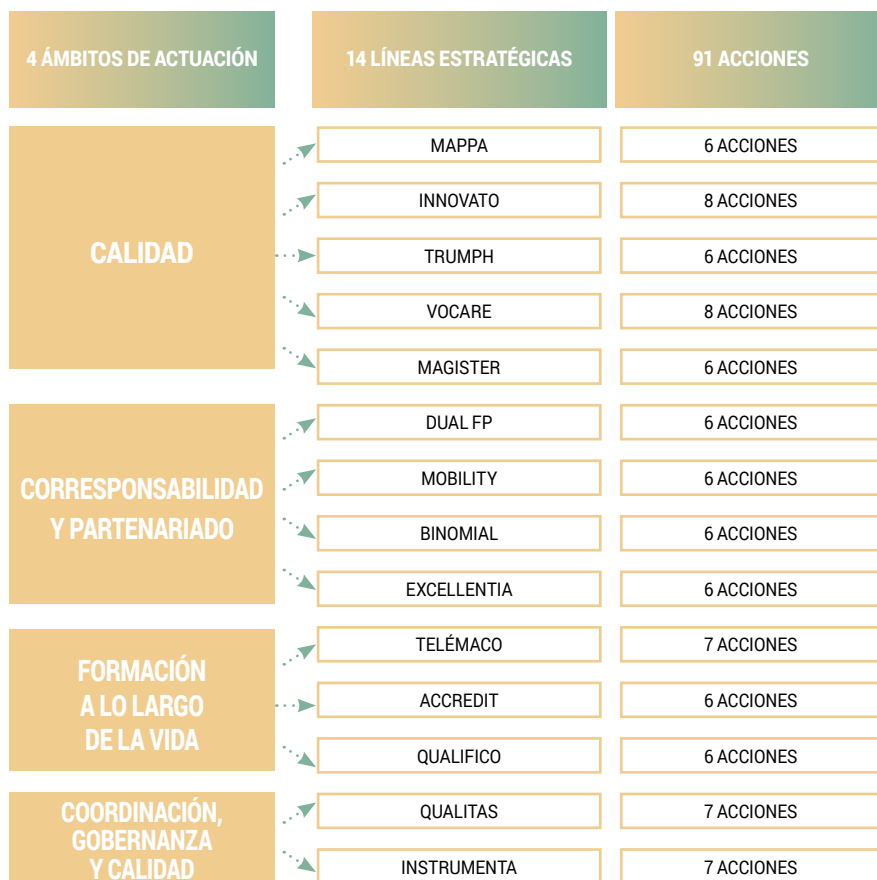 4 ÁMBITOS DE ACTUACIÓN
14 LÍNEAS ESTRATÉGICAS
91 ACCIONES
CALIDAD
MAPPA
6 ACCIONES
INNOVATO
8 ACCIONES
TRUMPH
6 ACCIONES
VOCARE
8 ACCIONES
MAGISTER
6 ACCIONES
CORRESPONSABILIDAD
Y PARTENARIADO
DUAL FP
6 ACCIONES
MOBILITY
6 ACCIONES
BINOMIAL
6 ACCIONES
EXCELLENTIA
6 ACCIONES
FORMACIÓN
A LO LARGO
DE LA VIDA
TELÉMACO
7 ACCIONES
ACCREDIT
6 ACCIONES
QUALIFICO
6 ACCIONES
COORDINACIÓN,
GOBERNANZA
Y CALIDAD
QUALITAS
7 ACCIONES
INSTRUMENTA
7 ACCIONES